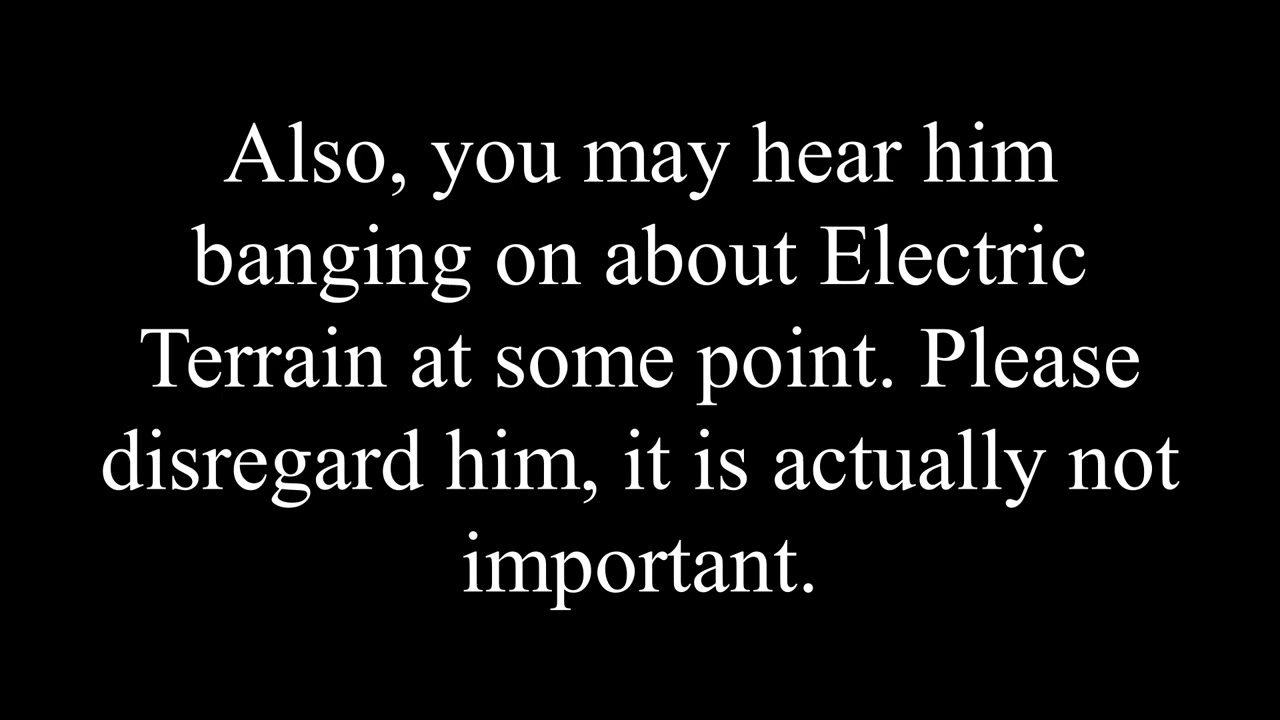 Also, you may hear him
banging on about Electric
Terrain at some point. Please
disregard him, it is actually not
important.